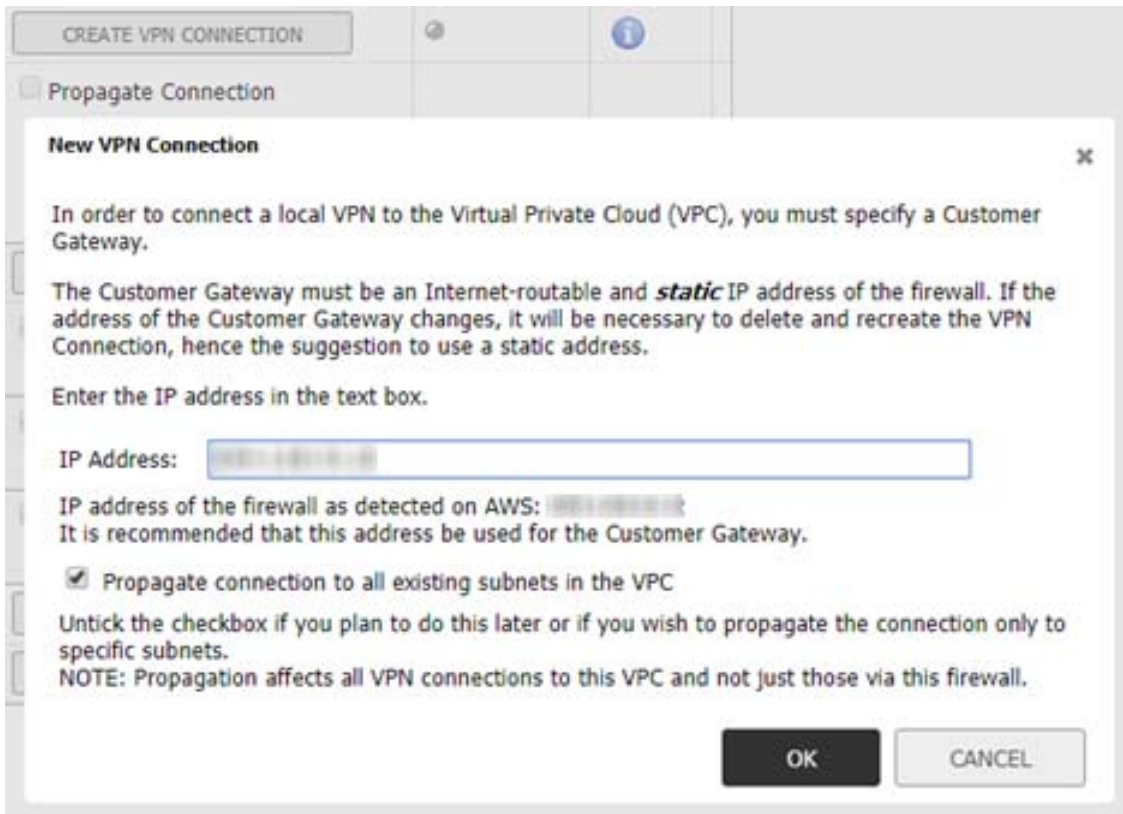 CREATE VPN CONNECTION
Propagate Connection
New VPN Connection
In order to connect a local VPN to the Virtual Private Cloud (VPC), you must specify a Customer
Gateway.
The Customer Gateway must be an Internet-routable and static IP address of the firewall. If the
address of the Customer Gateway changes, it will be necessary to delete and recreate the VPN
Connection, hence the suggestion to use a static address.
Enter the IP address in the text box.
IP Address:
IP address of the firewall as detected on AWS:
It is recommended that this address be used for the Customer Gateway.
Propagate connection to all existing subnets in the VPC
Untick the checkbox if you plan to do this later or if you wish to propagate the connection only to
specific subnets.
NOTE: Propagation affects all VPN connections to this VPC and not just those via this firewall.
OK
CANCEL